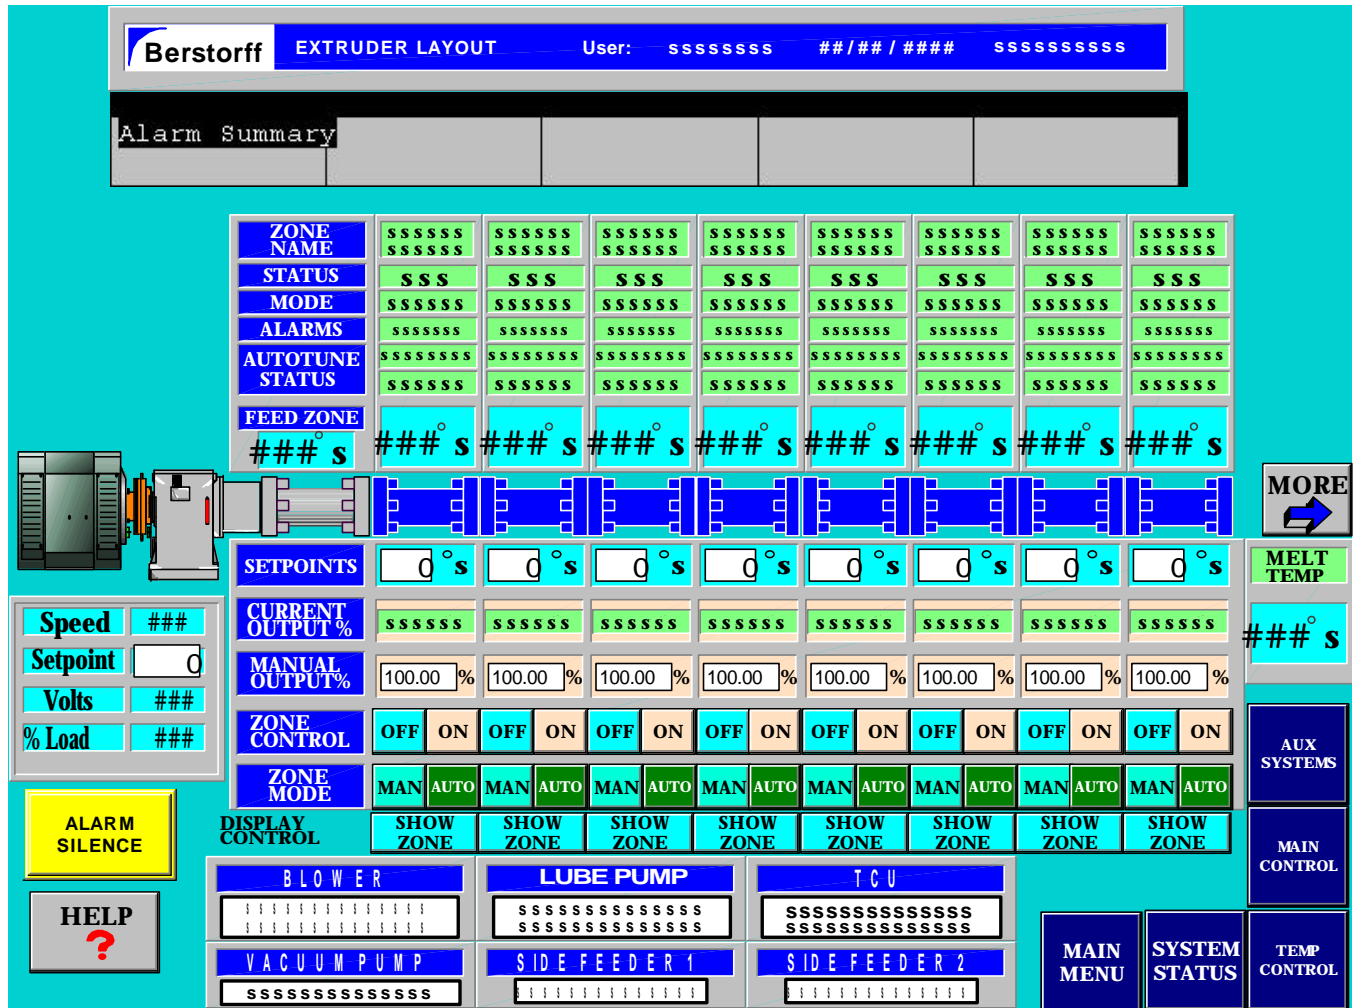 Berstorff EXTRUDER LAYOUT User: ssssssss ##/##/#### ssssssssss
Alarm Summary
ZONE NAME ssssss ssssss ssssss ssssss ssssss ssssss ssssss ssssss
ssssss ssssss ssssss ssssss ssssss ssssss ssssss ssssss
STATUS sss sss sss sss sss sss sss sss
MODE ssssss ssssss ssssss ssssss ssssss ssssss ssssss ssssss
ALARMS sssssss sssssss sssssss sssssss sssssss sssssss sssssss sssssss
AUTOTUNE STATUS ssssssss ssssssss ssssssss ssssssss ssssssss ssssssss ssssssss ssssssss
ssssss ssssss ssssss ssssss ssssss ssssss ssssss ssssss
FEED ZONE
###° s ###° s ###° s ###° s ###° s ###° s ###° s ###° s ###° s
MORE
SETPOINTS 0 °s 0 °s 0 °s 0 °s 0 °s 0 °s 0 °s 0 °s
MELT
TEMP
###° s
CURRENT
OUTPUT % ssssss ssssss ssssss ssssss ssssss ssssss ssssss ssssss
MANUAL
OUTPUT% 100.00 % 100.00 % 100.00 % 100.00 % 100.00 % 100.00 % 100.00 % 100.00 %
ZONE
CONTROL OFF ON OFF ON OFF ON OFF ON OFF ON OFF ON OFF ON OFF ON
ZONE
MODE MAN AUTO MAN AUTO MAN AUTO MAN AUTO MAN AUTO MAN AUTO MAN AUTO MAN AUTO
DISPLAY
CONTROL SHOW ZONE SHOW ZONE SHOW ZONE SHOW ZONE SHOW ZONE SHOW ZONE SHOW ZONE SHOW ZONE
Speed ###
Setpoint 0
Volts ###
% Load ###
ALARM
SILENCE
HELP
?
BLOWER LUBE PUMP TCU
ssssssssssssss ssssssssssssss ssssssssssssss
ssssssssssssss ssssssssssssss ssssssssssssss
VACUUM PUMP SIDE FEEDER 1 SIDE FEEDER 2
ssssssssssssss ssssssssssssss ssssssssssssss
AUX
SYSTEMS
MAIN
CONTROL
MAIN
MENU
SYSTEM
STATUS
TEMP
CONTROL